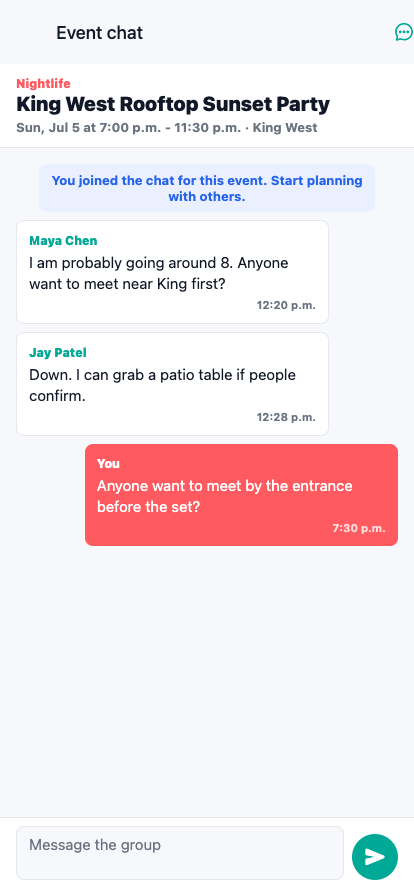 Event chat
Nightlife
King West Rooftop Sunset Party
Sun, Jul 5 at 7:00 p.m. - 11:30 p.m. · King West
You joined the chat for this event. Start planning
with others.
Maya Chen
I am probably going around 8. Anyone
want to meet near King first?
12:20 p.m.
Jay Patel
Down. I can grab a patio table if people
confirm.
12:28 p.m.
You
Anyone want to meet by the entrance
before the set?
7:30 p.m.
Message the group